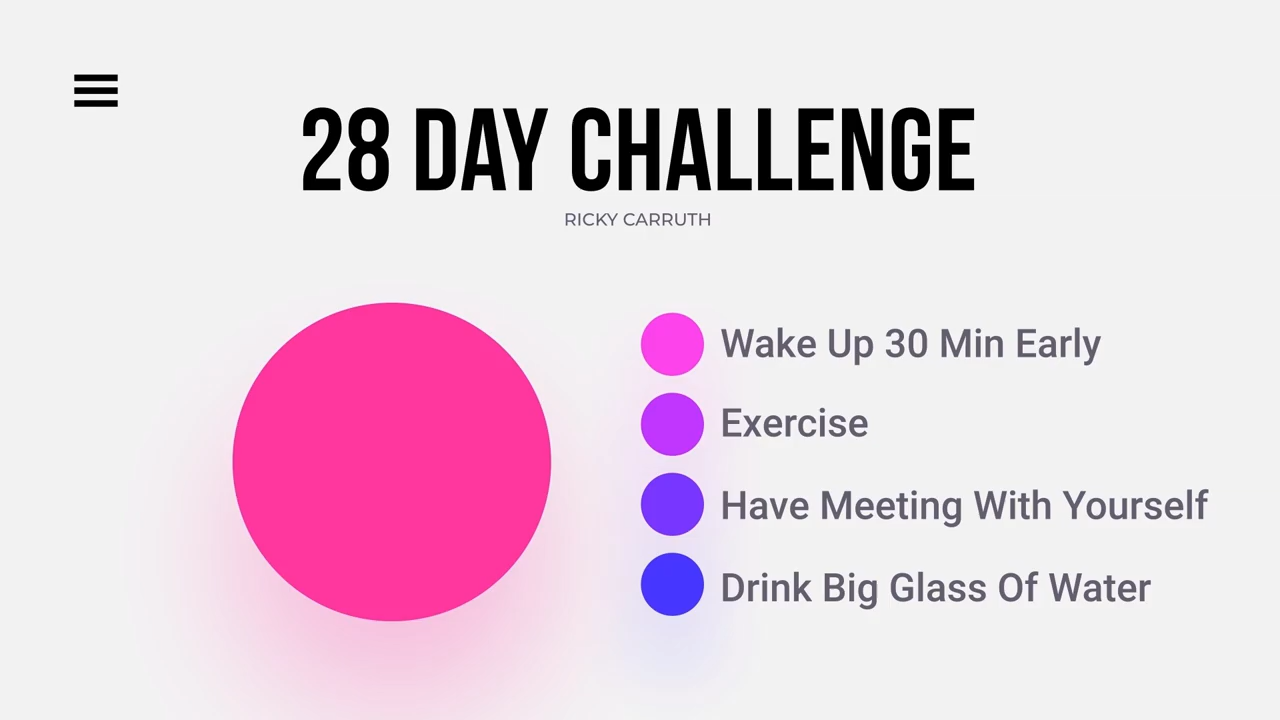 28 DAY CHALLENGE
RICKY CARRUTH
Wake Up 30 Min Early
Exercise
Have Meeting With Yourself
Drink Big Glass Of Water